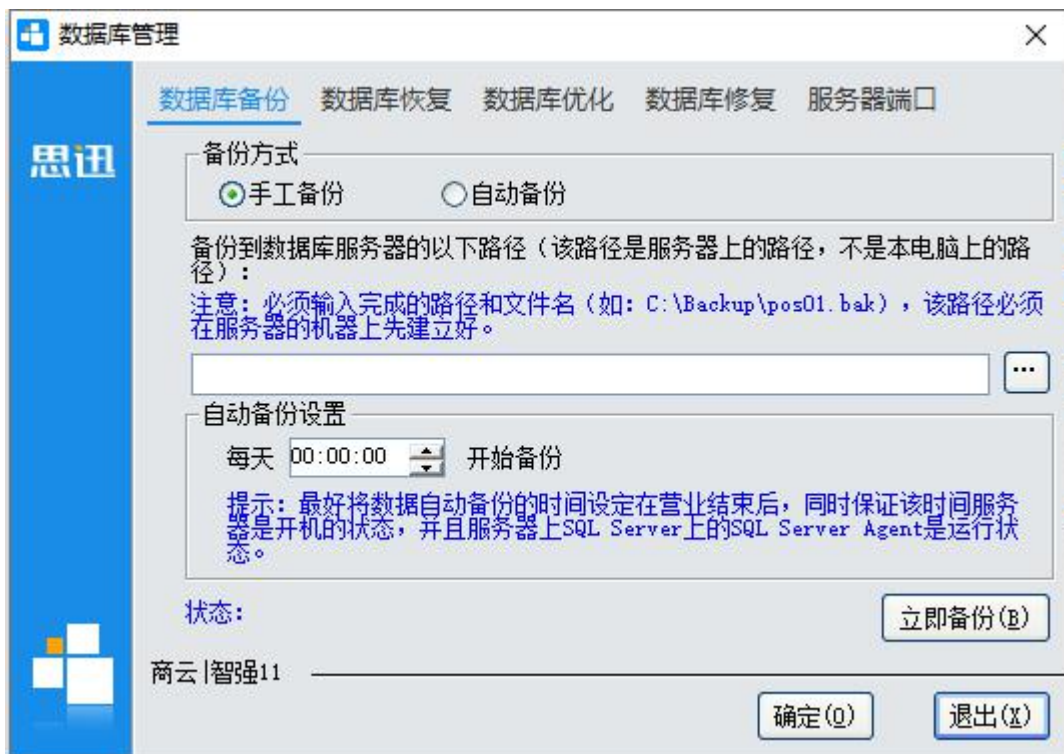 数据库管理
数据库备份 数据库恢复 数据库优化 数据库修复 服务器端口
思迅
备份方式
手工备份 自动备份
备份到数据库服务器的以下路径（该路径是服务器上的路径，不是本电脑上的路
径）:
注意: 必须输入完成的路径和文件名（如: C:\Backup\pos01.bak），该路径必须
在服务器的机器上先建立好。
...
自动备份设置
每天 00:00:00 开始备份
提示: 最好将数据自动备份的时间设定在营业结束后，同时保证该时间服务
器是开机的状态，并且服务器上SQL Server上的SQL Server Agent是运行状
态。
状态:
立即备份(B)
商云|智强11
确定(O) 退出(X)